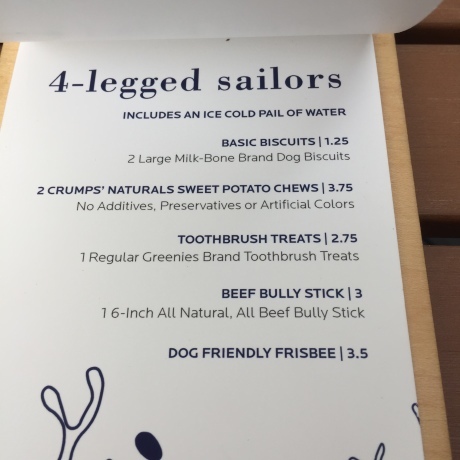 4-legged sailors
INCLUDES AN ICE COLD PAIL OF WATER
BASIC BISCUITS | 1.25
2 Large Milk-Bone Brand Dog Biscuits
2 CRUMPS' NATURALS SWEET POTATO CHEWS | 3.75
No Additives, Preservatives or Artificial Colors
TOOTHBRUSH TREATS | 2.75
1 Regular Greenies Brand Toothbrush Treats
BEEF BULLY STICK | 3
1 6-Inch All Natural, All Beef Bully Stick
DOG FRIENDLY FRISBEE | 3.5